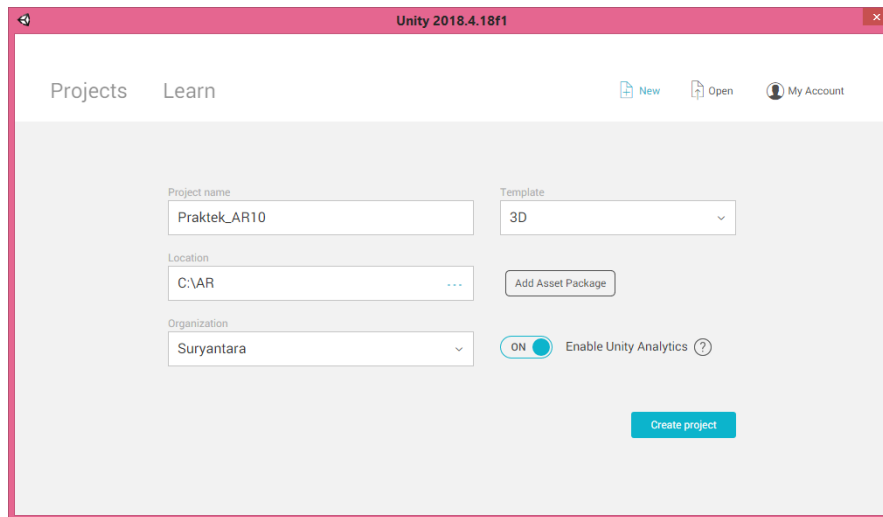 Unity 2018.4.18f1
Projects Learn New Open My Account
Project name Template
Praktek_AR10 3D
Location
C:\AR ... Add Asset Package
Organization
Suryantara ON Enable Unity Analytics ?
Create project